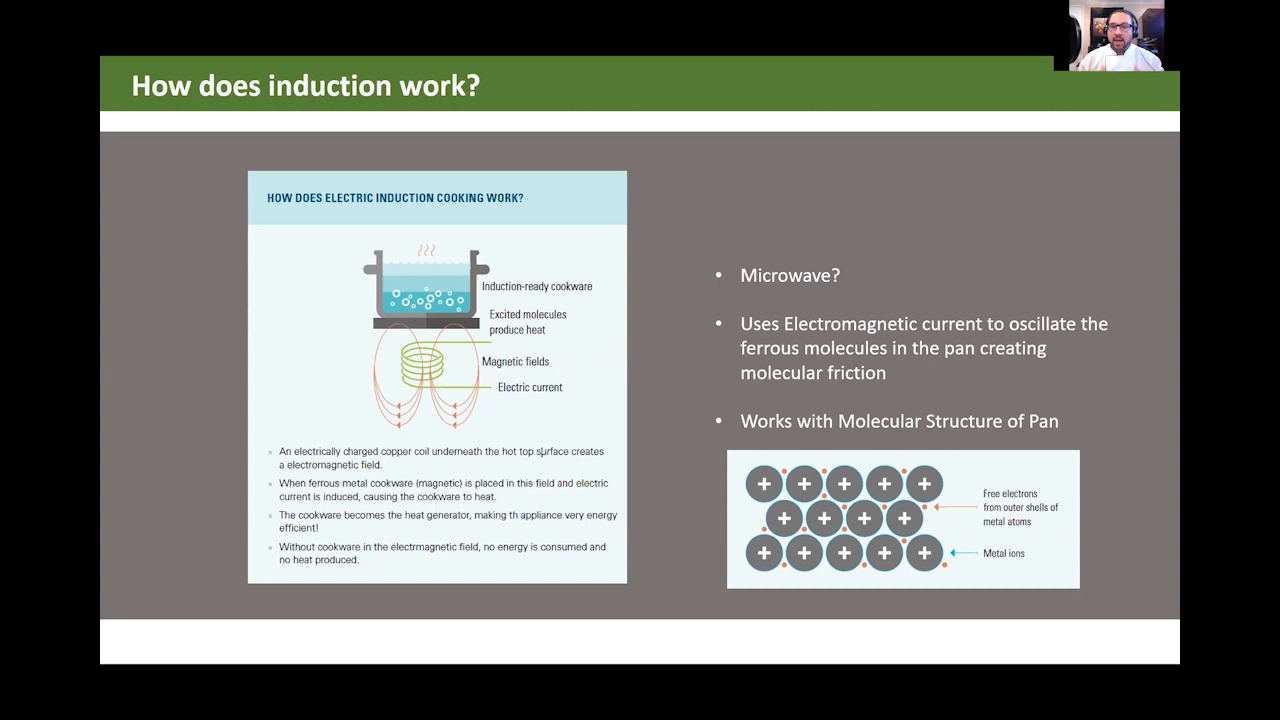 How does induction work?
HOW DOES ELECTRIC INDUCTION COOKING WORK?
Induction-ready cookware
Excited molecules
produce heat
Magnetic fields
Electric current
» An electrically charged copper coil underneath the hot top surface creates
a electromagnetic field.
» When ferrous metal cookware (magnetic) is placed in this field and electric
current is induced, causing the cookware to heat.
» The cookware becomes the heat generator, making th appliance very energy
efficient!
» Without cookware in the electrmagnetic field, no energy is consumed and
no heat produced.
• Microwave?
• Uses Electromagnetic current to oscillate the
ferrous molecules in the pan creating
molecular friction
• Works with Molecular Structure of Pan
+ + + + +
+ + + +
+ + + + +
Free electrons
from outer shells of
metal atoms
Metal ions